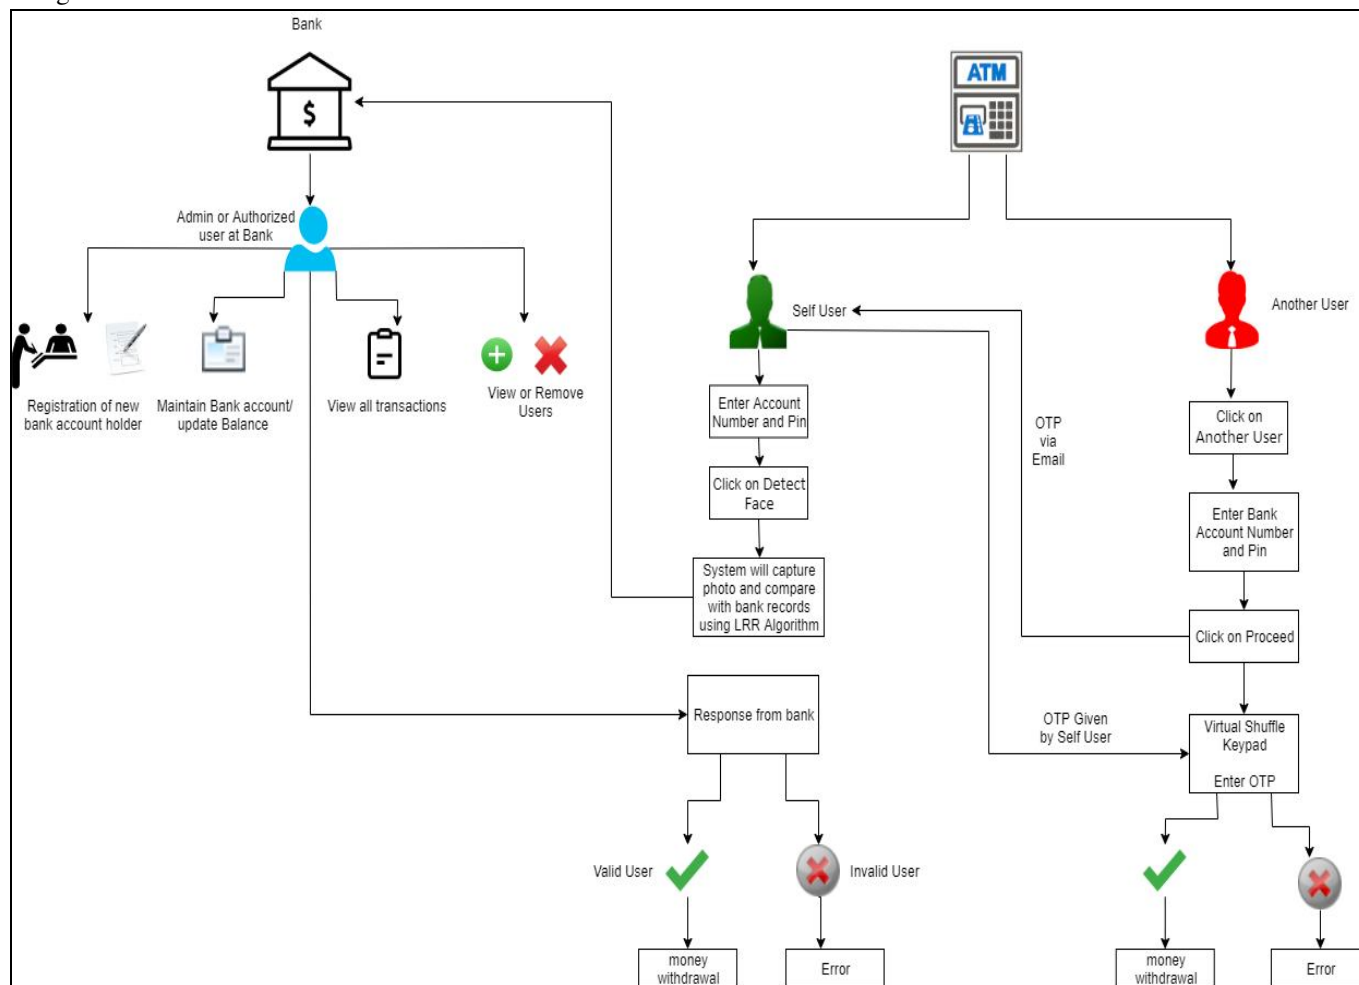 Bank
$
ATM
Admin or Authorized
user at Bank
Self User
Another User
Registration of new
bank account holder
Maintain Bank account/
update Balance
View all transactions
View or Remove
Users
Enter Account
Number and Pin
Click on Detect
Face
System will capture
photo and compare
with bank records
using LRR Algorithm
OTP
via
Email
Click on
Another User
Enter Bank
Account Number
and Pin
Click on Proceed
Response from bank
OTP Given
by Self User
Virtual Shuffle
Keypad
Enter OTP
Valid User
Invalid User
money
withdrawal
Error
money
withdrawal
Error